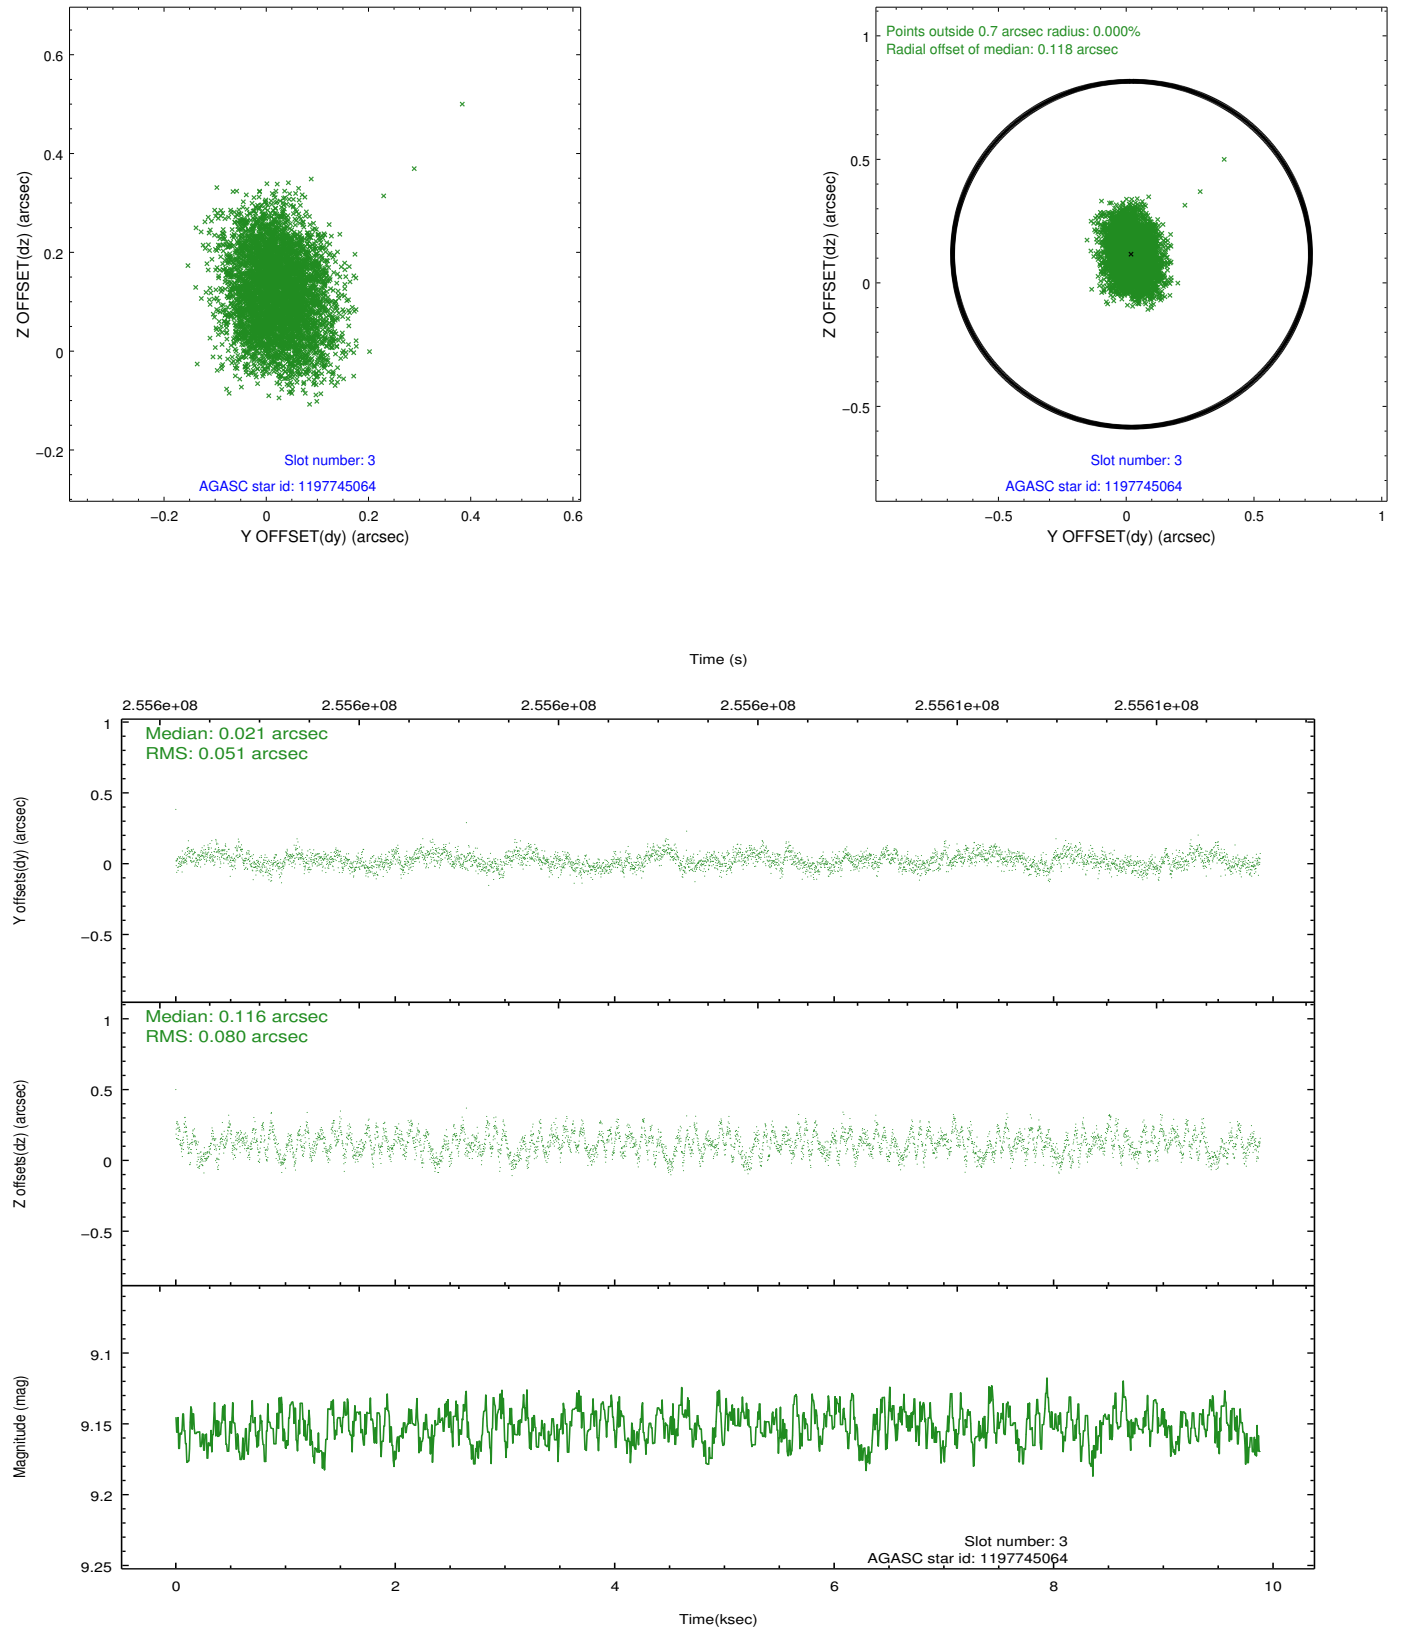 0.6
0.4
0.2
0
−0.2
Z OFFSET(dz) (arcsec)
Slot number: 3
AGASC star id: 1197745064
−0.2 0 0.2 0.4 0.6
Y OFFSET(dy) (arcsec)
Points outside 0.7 arcsec radius: 0.000%
Radial offset of median: 0.118 arcsec
1
0.5
0
−0.5
Z OFFSET(dz) (arcsec)
Slot number: 3
AGASC star id: 1197745064
−0.5 0 0.5 1
Y OFFSET(dy) (arcsec)
Time (s)
2.556e+08 2.556e+08 2.556e+08 2.556e+08 2.5561e+08 2.5561e+08
Median: 0.021 arcsec
RMS: 0.051 arcsec
1
0.5
0
−0.5
Y offsets(dy) (arcsec)
Median: 0.116 arcsec
RMS: 0.080 arcsec
1
0.5
0
−0.5
Z offsets(dz) (arcsec)
9.1
9.15
9.2
9.25
Magnitude (mag)
Slot number: 3
AGASC star id: 1197745064
0 2 4 6 8 10
Time(ksec)